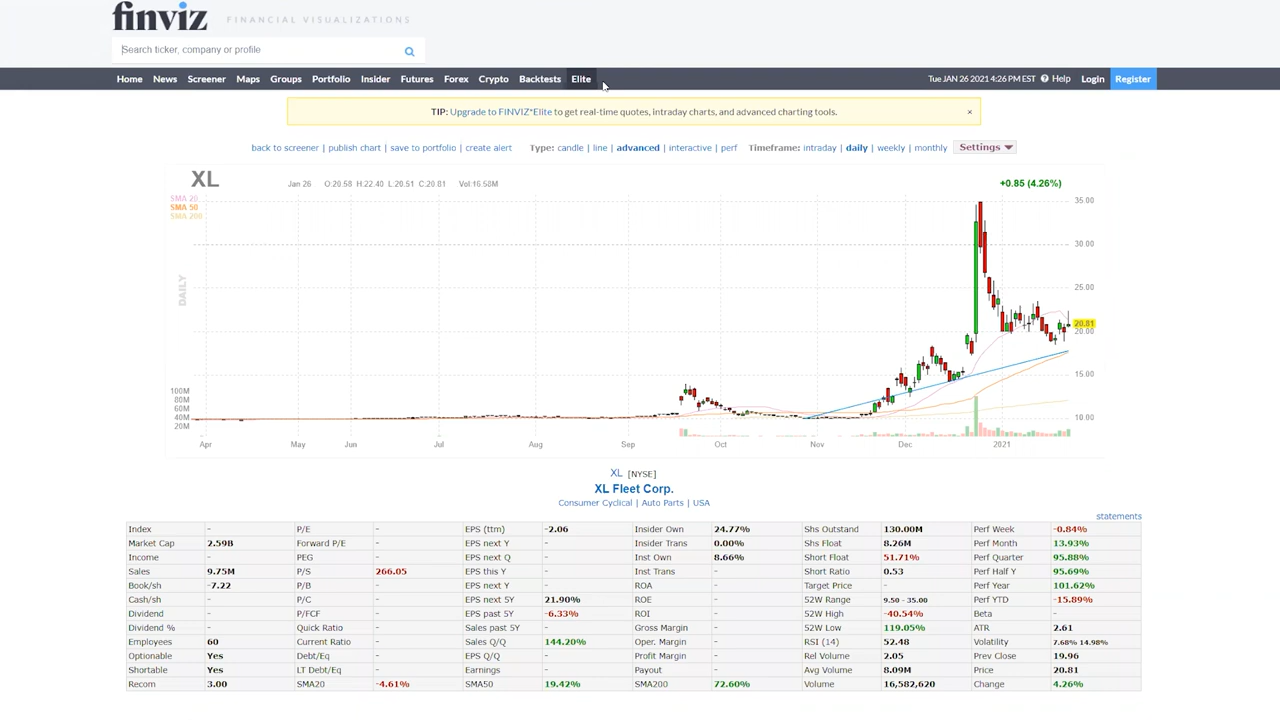 finviz FINANCIAL VISUALIZATIONS
Search ticker, company or profile
Home News Screener Maps Groups Portfolio Insider Futures Forex Crypto Backtests Elite Tue JAN 26 2021 4:26 PM EST Help Login Register
TIP: Upgrade to FINVIZ*Elite to get real-time quotes, intraday charts, and advanced charting tools. ×
back to screener | publish chart | save to portfolio | create alert Type: candle | line | advanced | interactive | perf Timeframe: intraday | daily | weekly | monthly Settings
XL Jan 26 O:20.58 H:22.40 L:20.51 C:20.81 Vol:16.58M +0.85 (4.26%)
SMA 20
SMA 50
SMA 200
35.00
30.00
25.00
20.81
20.00
15.00
10.00
DAILY
100M
80M
60M
40M
20M
Apr May Jun Jul Aug Sep Oct Nov Dec 2021
XL [NYSE]
XL Fleet Corp.
Consumer Cyclical | Auto Parts | USA
statements
Index - P/E - EPS (ttm) -2.06 Insider Own 24.77% Shs Outstand 130.00M Perf Week -0.84%
Market Cap 2.59B Forward P/E - EPS next Y - Insider Trans 0.00% Shs Float 8.26M Perf Month 13.93%
Income - PEG - EPS next Q - Inst Own 8.66% Short Float 51.71% Perf Quarter 95.88%
Sales 9.75M P/S 266.05 EPS this Y - Inst Trans - Short Ratio 0.53 Perf Half Y 95.69%
Book/sh -7.22 P/B - EPS next Y - ROA - Target Price - Perf Year 101.62%
Cash/sh - P/C - EPS next 5Y 21.90% ROE - 52W Range 9.50 - 35.00 Perf YTD -15.89%
Dividend - P/FCF - EPS past 5Y -6.33% ROI - 52W High -40.54% Beta -
Dividend % - Quick Ratio - Sales past 5Y - Gross Margin - 52W Low 119.05% ATR 2.61
Employees 60 Current Ratio - Sales Q/Q 144.20% Oper. Margin - RSI (14) 52.48 Volatility 7.68% 14.98%
Optionable Yes Debt/Eq - EPS Q/Q - Profit Margin - Rel Volume 2.05 Prev Close 19.96
Shortable Yes LT Debt/Eq - Earnings - Payout - Avg Volume 8.09M Price 20.81
Recom 3.00 SMA20 -4.61% SMA50 19.42% SMA200 72.60% Volume 16,582,620 Change 4.26%